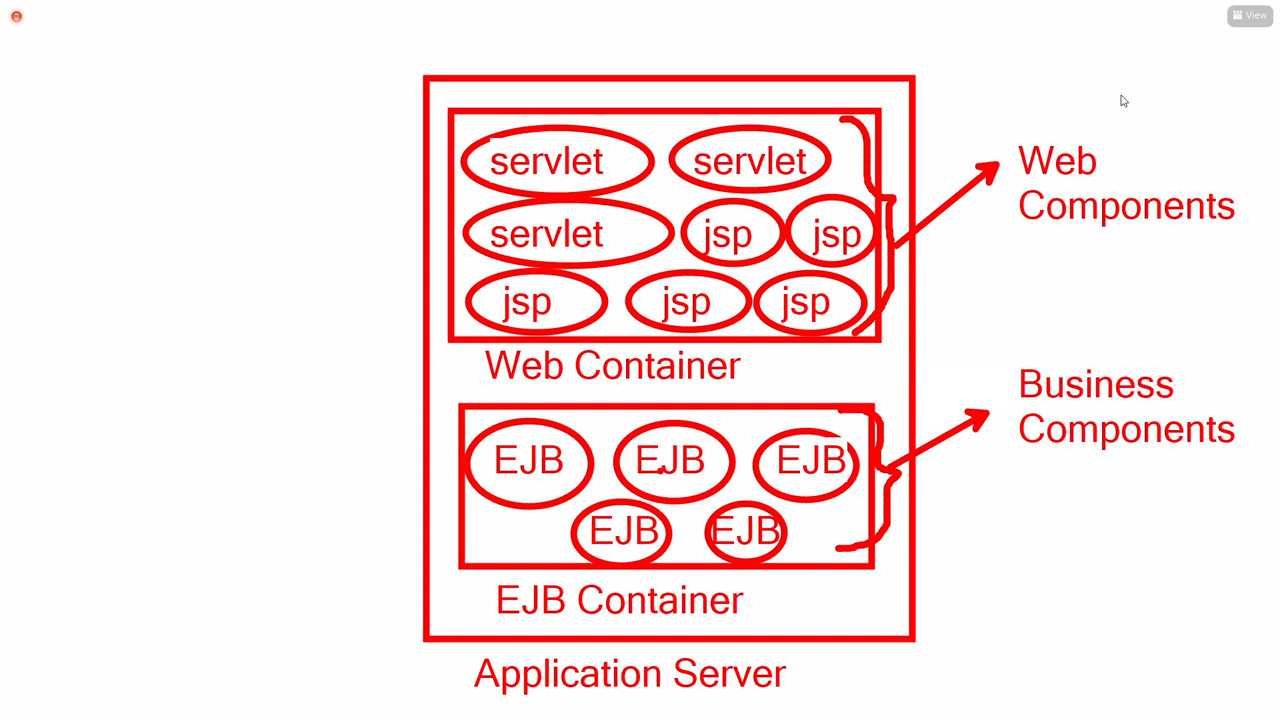 View
servlet servlet
servlet jsp jsp
jsp jsp jsp
Web Container
Web
Components
EJB EJB EJB
EJB EJB
EJB Container
Business
Components
Application Server